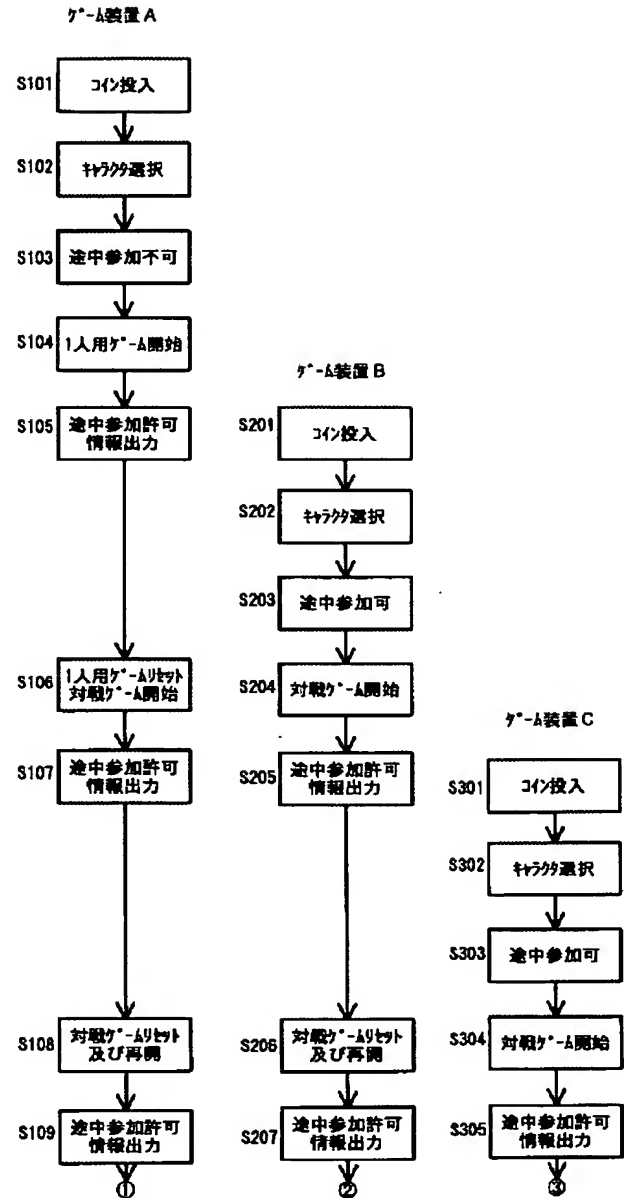 ｹﾞｰﾑ装置A
S101
ｺｲﾝ投入
S102
ｷｬﾗｸﾀ選択
S103
途中参加不可
S104
1人用ｹﾞｰﾑ開始
S105
途中参加許可
情報出力
S106
1人用ｹﾞｰﾑﾘｾｯﾄ
対戦ｹﾞｰﾑ開始
S107
途中参加許可
情報出力
S108
対戦ｹﾞｰﾑﾘｾｯﾄ
及び再開
S109
途中参加許可
情報出力
①
ｹﾞｰﾑ装置B
S201
ｺｲﾝ投入
S202
ｷｬﾗｸﾀ選択
S203
途中参加可
S204
対戦ｹﾞｰﾑ開始
S205
途中参加許可
情報出力
S206
対戦ｹﾞｰﾑﾘｾｯﾄ
及び再開
S207
途中参加許可
情報出力
②
ｹﾞｰﾑ装置C
S301
ｺｲﾝ投入
S302
ｷｬﾗｸﾀ選択
S303
途中参加可
S304
対戦ｹﾞｰﾑ開始
S305
途中参加許可
情報出力
③